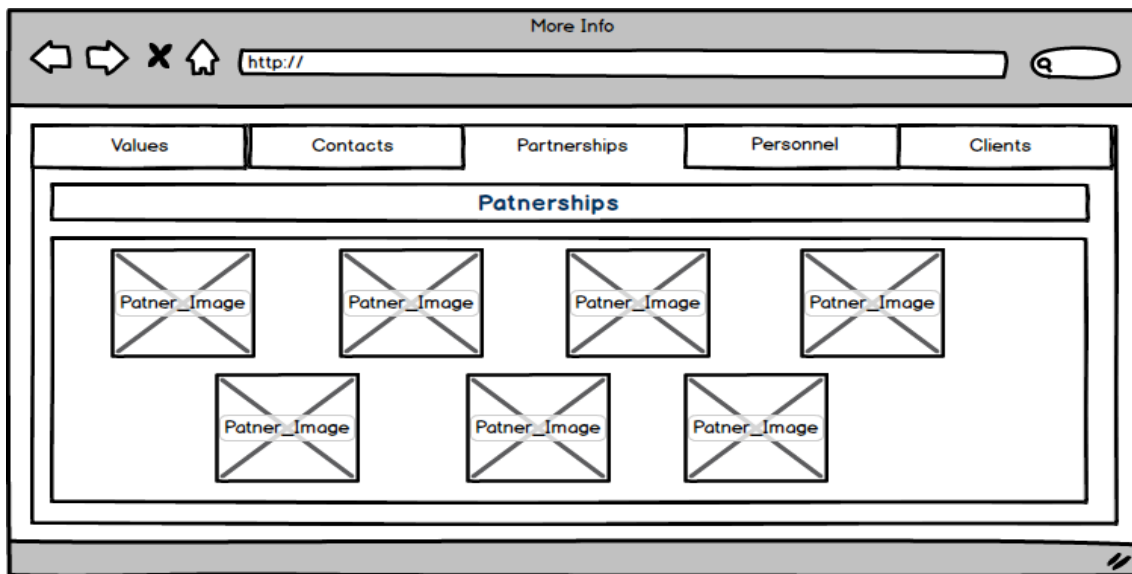 More Info
http://
Values Contacts Partnerships Personnel Clients
Patnerships
Patner_Image Patner_Image Patner_Image Patner_Image
Patner_Image Patner_Image Patner_Image